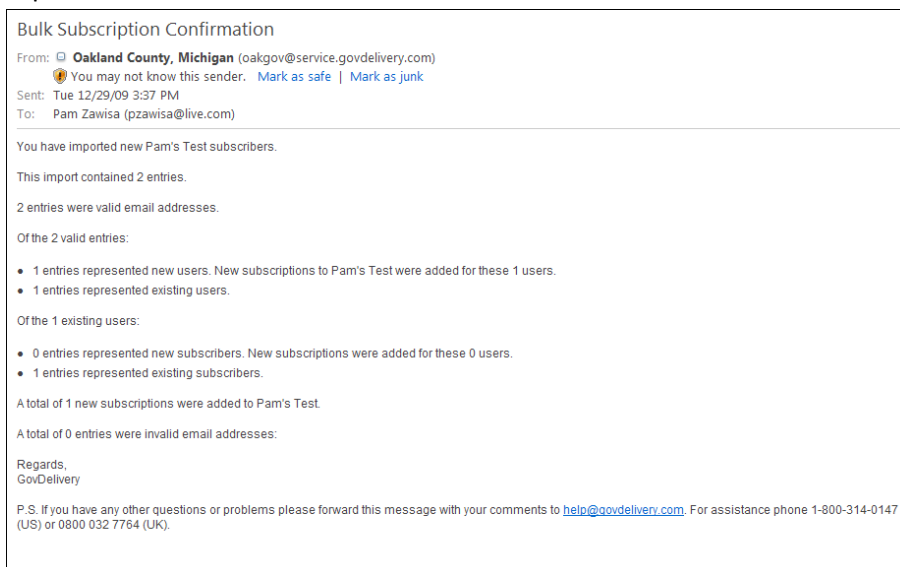 Bulk Subscription Confirmation
From: Oakland County, Michigan (oakgov@service.govdelivery.com)
You may not know this sender. Mark as safe | Mark as junk
Sent: Tue 12/29/09 3:37 PM
To: Pam Zawisa (pzawisa@live.com)
You have imported new Pam's Test subscribers.
This import contained 2 entries.
2 entries were valid email addresses.
Of the 2 valid entries:
● 1 entries represented new users. New subscriptions to Pam's Test were added for these 1 users.
● 1 entries represented existing users.
Of the 1 existing users:
● 0 entries represented new subscribers. New subscriptions were added for these 0 users.
● 1 entries represented existing subscribers.
A total of 1 new subscriptions were added to Pam's Test.
A total of 0 entries were invalid email addresses:
Regards,
GovDelivery
P.S. If you have any other questions or problems please forward this message with your comments to help@govdelivery.com. For assistance phone 1-800-314-0147
(US) or 0800 032 7764 (UK).